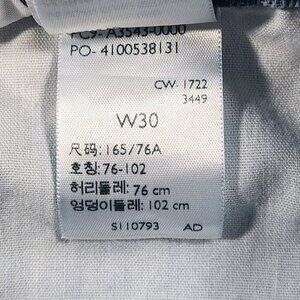 PC9- A3543-0000
PO- 4100538131
CW- 1722
3449
W30
尺码: 165/76A
호칭: 76-102
허리둘레: 76 cm
엉덩이둘레: 102 cm
S110793 AD